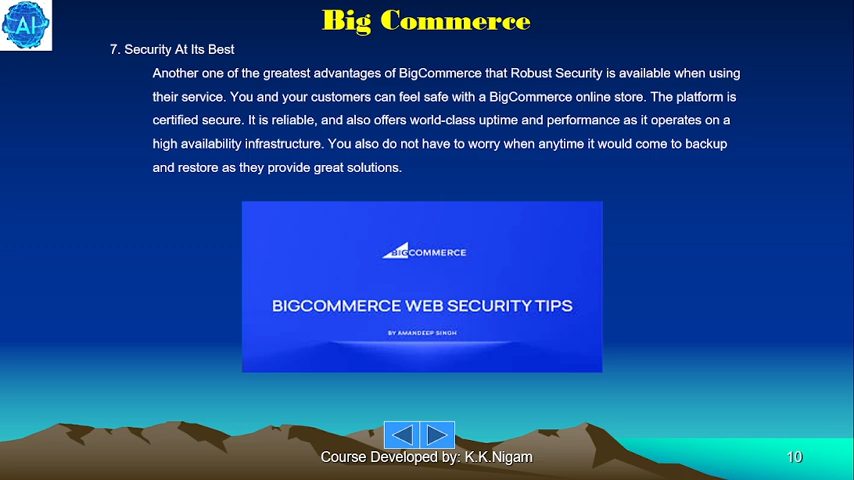 AI
Big Commerce
7. Security At Its Best
Another one of the greatest advantages of BigCommerce that Robust Security is available when using
their service. You and your customers can feel safe with a BigCommerce online store. The platform is
certified secure. It is reliable, and also offers world-class uptime and performance as it operates on a
high availability infrastructure. You also do not have to worry when anytime it would come to backup
and restore as they provide great solutions.
BIGCOMMERCE
BIGCOMMERCE WEB SECURITY TIPS
BY AMANDEEP SINGH
Course Developed by: K.K.Nigam
10